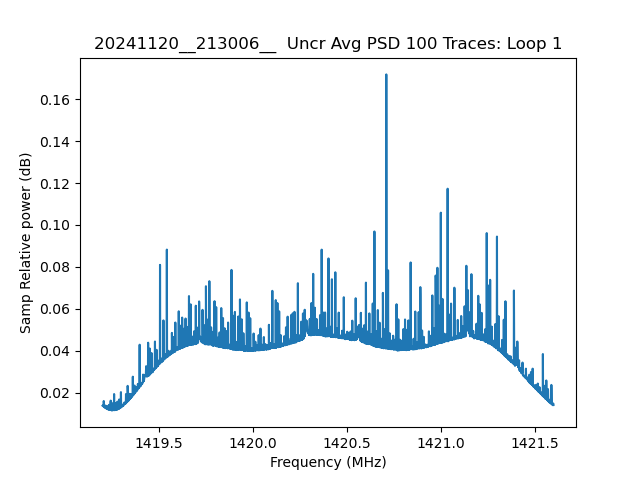 20241120__213006__  Uncr Avg PSD 100 Traces: Loop 1
Samp Relative power (dB)
0.16
0.14
0.12
0.10
0.08
0.06
0.04
0.02
1419.5 1420.0 1420.5 1421.0 1421.5
Frequency (MHz)